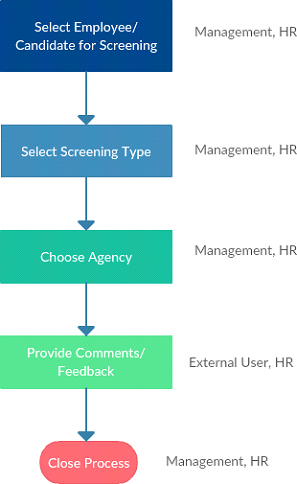 Select Employee/
Candidate for Screening
Management, HR
Select Screening Type
Management, HR
Choose Agency
Management, HR
Provide Comments/
Feedback
External User, HR
Close Process
Management, HR